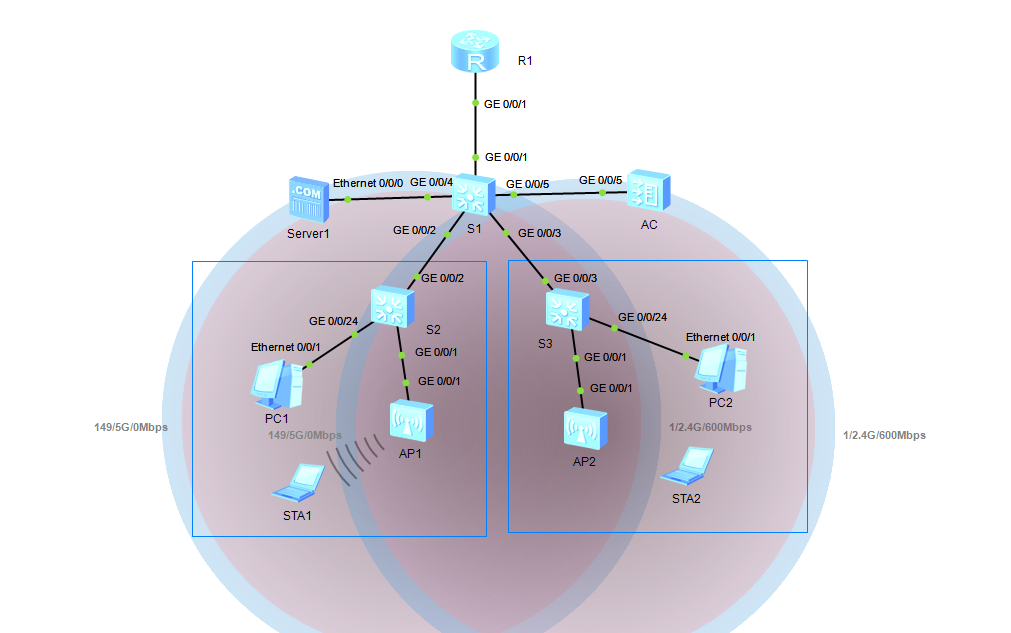 R
R1
GE 0/0/1
GE 0/0/1
.COM
Ethernet 0/0/0
GE 0/0/4
GE 0/0/5
GE 0/0/5
Server1
S1
AC
GE 0/0/2
GE 0/0/3
GE 0/0/2
GE 0/0/3
GE 0/0/24
S2
GE 0/0/24
Ethernet 0/0/1
GE 0/0/1
S3
GE 0/0/1
Ethernet 0/0/1
GE 0/0/1
GE 0/0/1
PC1
PC2
149/5G/0Mbps
149/5G/0Mbps
1/2.4G/600Mbps
1/2.4G/600Mbps
AP1
AP2
STA1
STA2